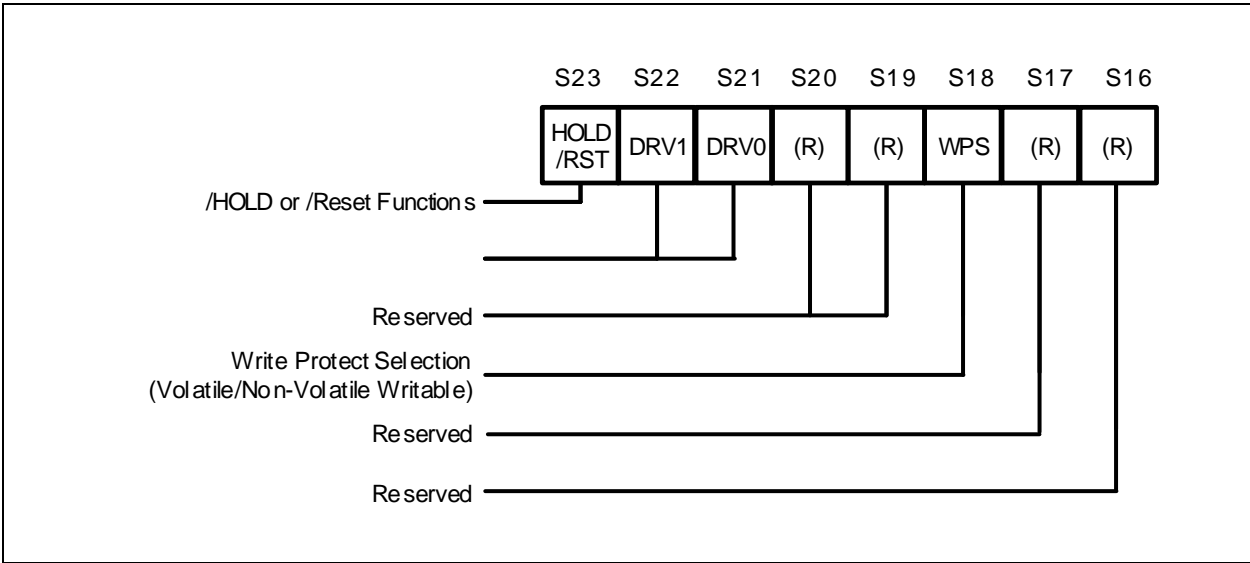 S23 S22 S21 S20 S19 S18 S17 S16
HOLD
/RST DRV1 DRV0 (R) (R) WPS (R) (R)
/HOLD or /Reset Functions
Reserved
Write Protect Selection
(Volatile/Non-Volatile Writable)
Reserved
Reserved